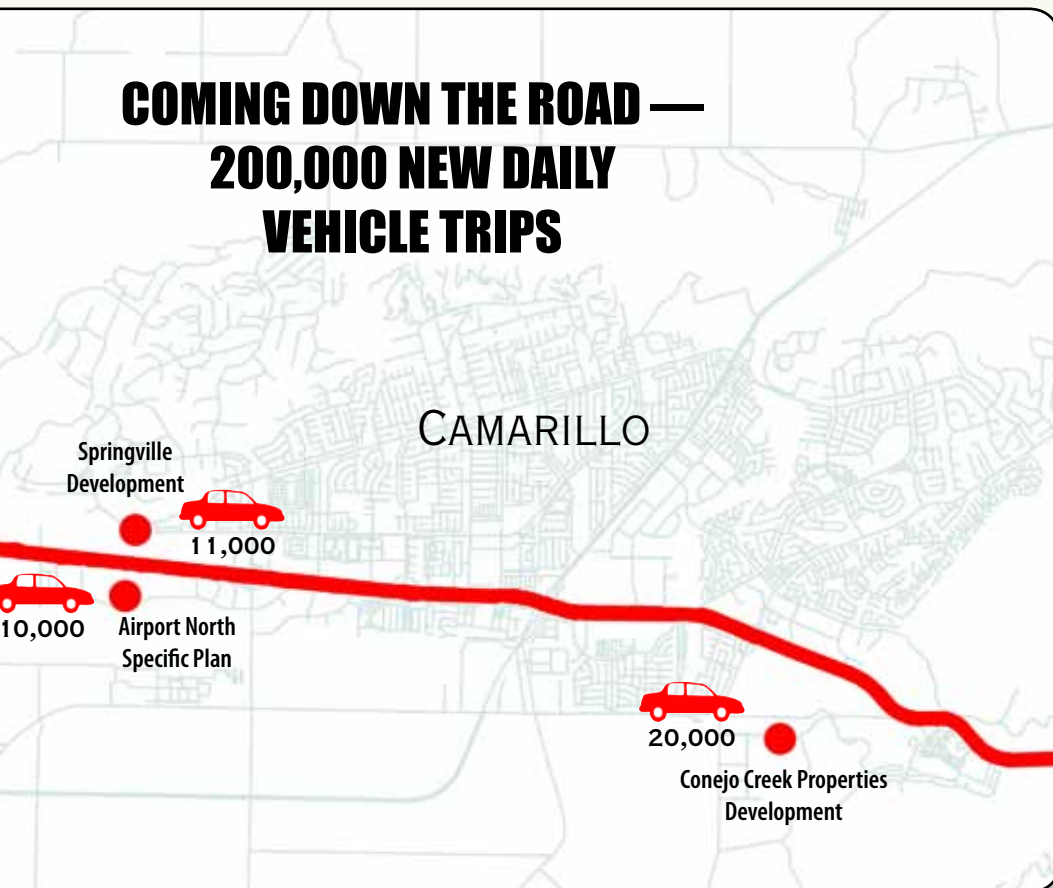 COMING DOWN THE ROAD —
200,000 NEW DAILY
VEHICLE TRIPS
CAMARILLO
Springville
Development
11,000
10,000
Airport North
Specific Plan
20,000
Conejo Creek Properties
Development